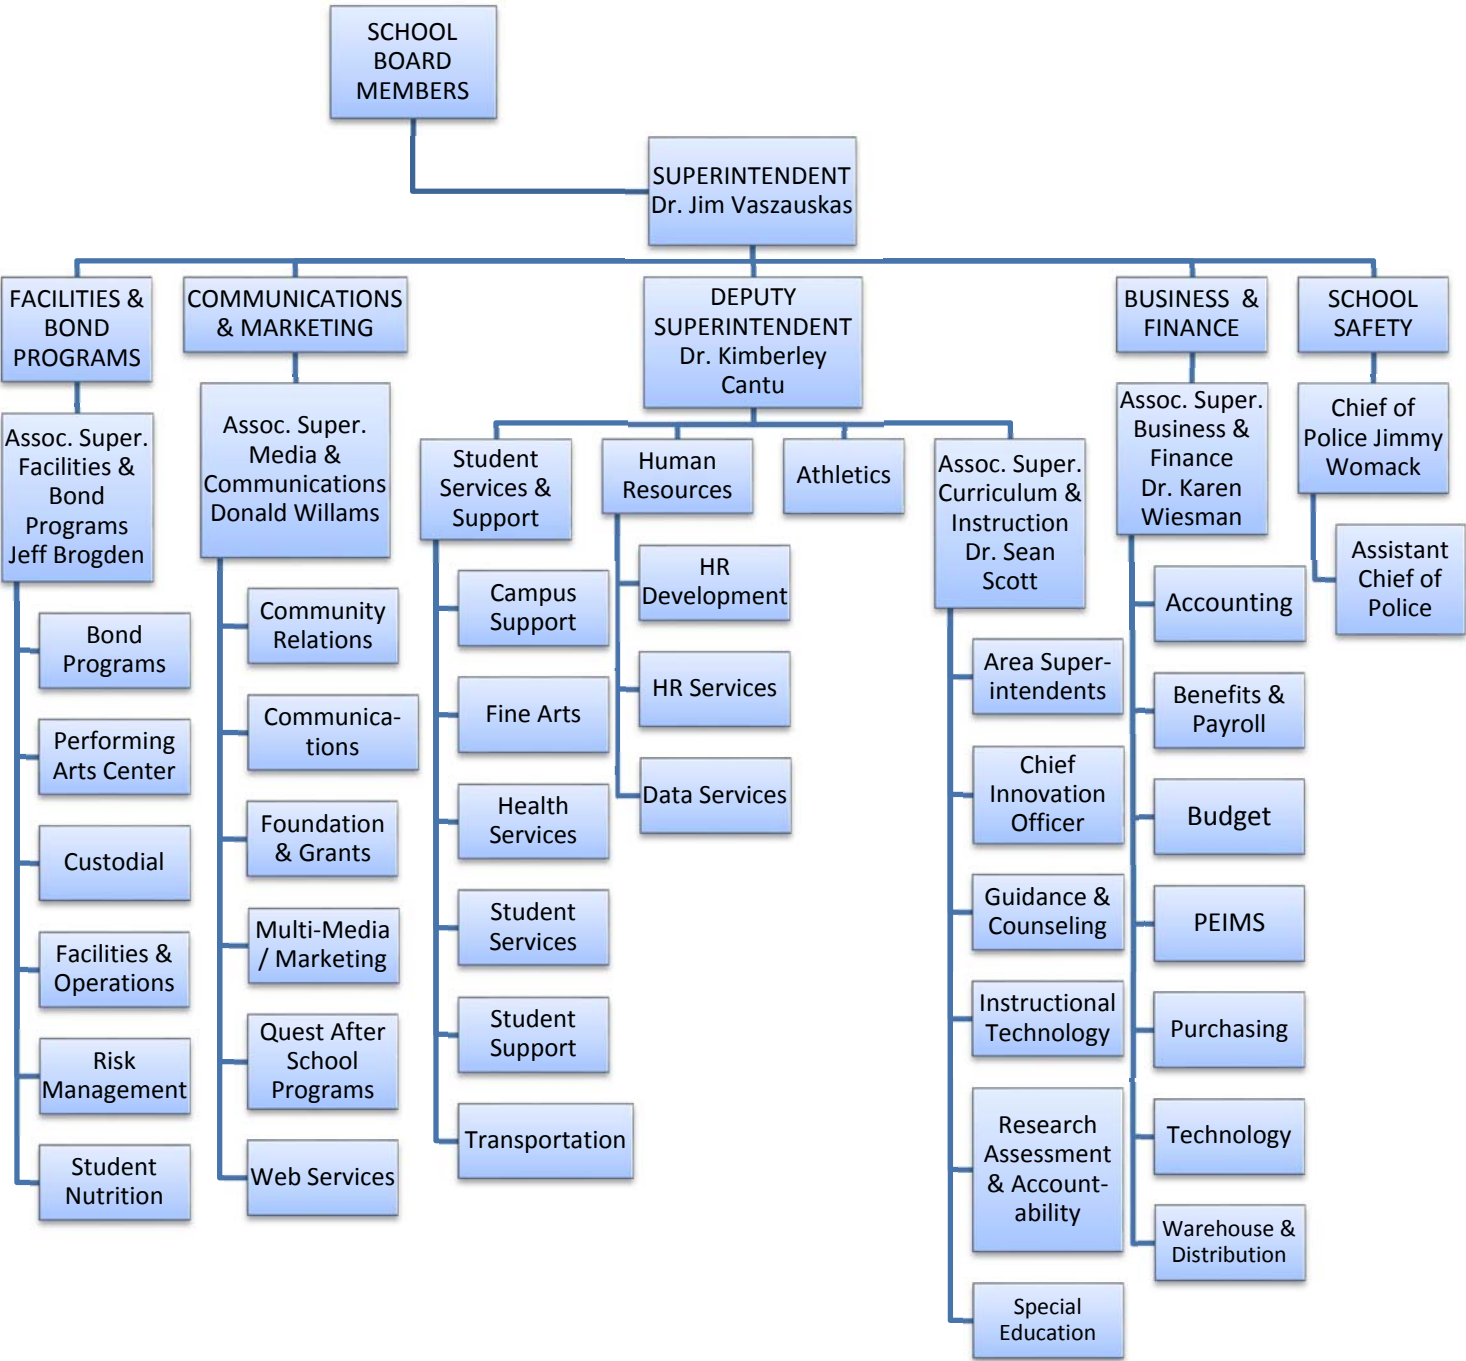 SCHOOL
BOARD
MEMBERS
SUPERINTENDENT
Dr. Jim Vaszauskas
FACILITIES &
BOND
PROGRAMS
Assoc. Super.
Facilities &
Bond
Programs
Jeff Brogden
Bond
Programs
Performing
Arts Center
Custodial
Facilities &
Operations
Risk
Management
Student
Nutrition
COMMUNICATIONS
& MARKETING
Assoc. Super.
Media &
Communications
Donald Willams
Community
Relations
Communica-
tions
Foundation
& Grants
Multi-Media
/ Marketing
Quest After
School
Programs
Web Services
DEPUTY
SUPERINTENDENT
Dr. Kimberley
Cantu
Student
Services &
Support
Campus
Support
Fine Arts
Health
Services
Student
Services
Student
Support
Transportation
Human
Resources
HR
Development
HR Services
Data Services
Athletics
Assoc. Super.
Curriculum &
Instruction
Dr. Sean
Scott
Area Super-
intendents
Chief
Innovation
Officer
Guidance &
Counseling
Instructional
Technology
Research
Assessment
& Account-
ability
Special
Education
BUSINESS &
FINANCE
Assoc. Super.
Business &
Finance
Dr. Karen
Wiesman
Accounting
Benefits &
Payroll
Budget
PEIMS
Purchasing
Technology
Warehouse &
Distribution
SCHOOL
SAFETY
Chief of
Police Jimmy
Womack
Assistant
Chief of
Police